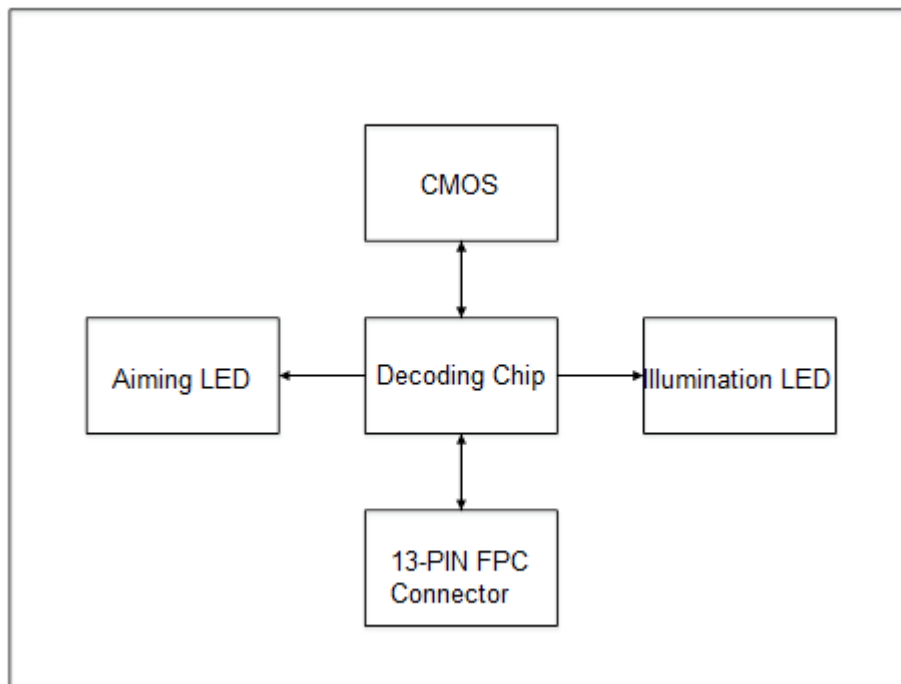 CMOS
Aiming LED
Decoding Chip
Illumination LED
13-PIN FPC
Connector